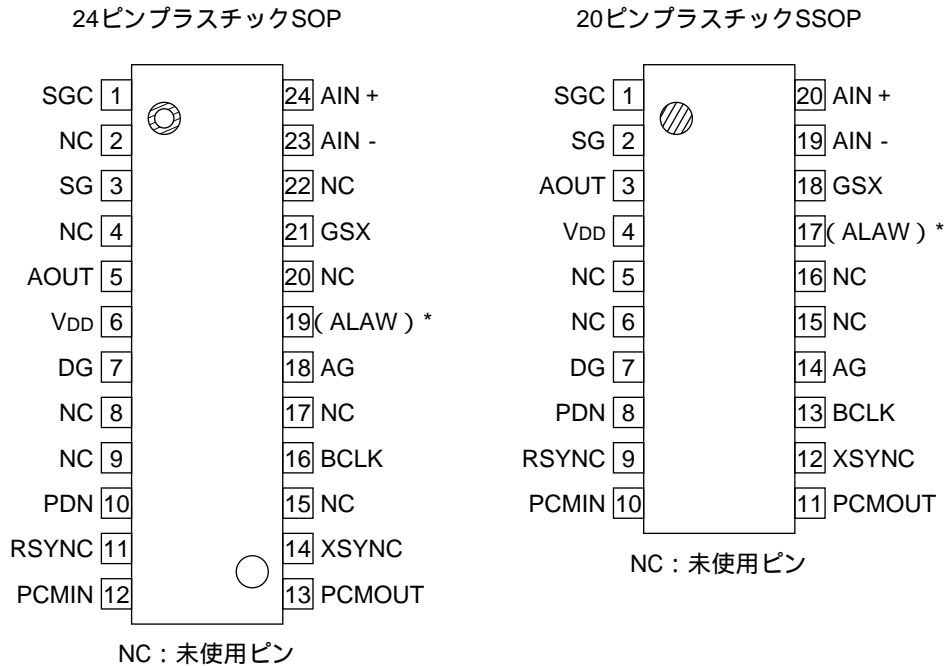 24ピンプラスチックSOP
SGC 1
NC 2
SG 3
NC 4
AOUT 5
VDD 6
DG 7
NC 8
NC 9
PDN 10
RSYNC 11
PCMIN 12
24 AIN +
23 AIN -
22 NC
21 GSX
20 NC
19 ( ALAW ) *
18 AG
17 NC
16 BCLK
15 NC
14 XSYNC
13 PCMOUT
NC : 未使用ピン
20ピンプラスチックSSOP
SGC 1
SG 2
AOUT 3
VDD 4
NC 5
NC 6
DG 7
PDN 8
RSYNC 9
PCMIN 10
20 AIN +
19 AIN -
18 GSX
17 ( ALAW ) *
16 NC
15 NC
14 AG
13 BCLK
12 XSYNC
11 PCMOUT
NC : 未使用ピン